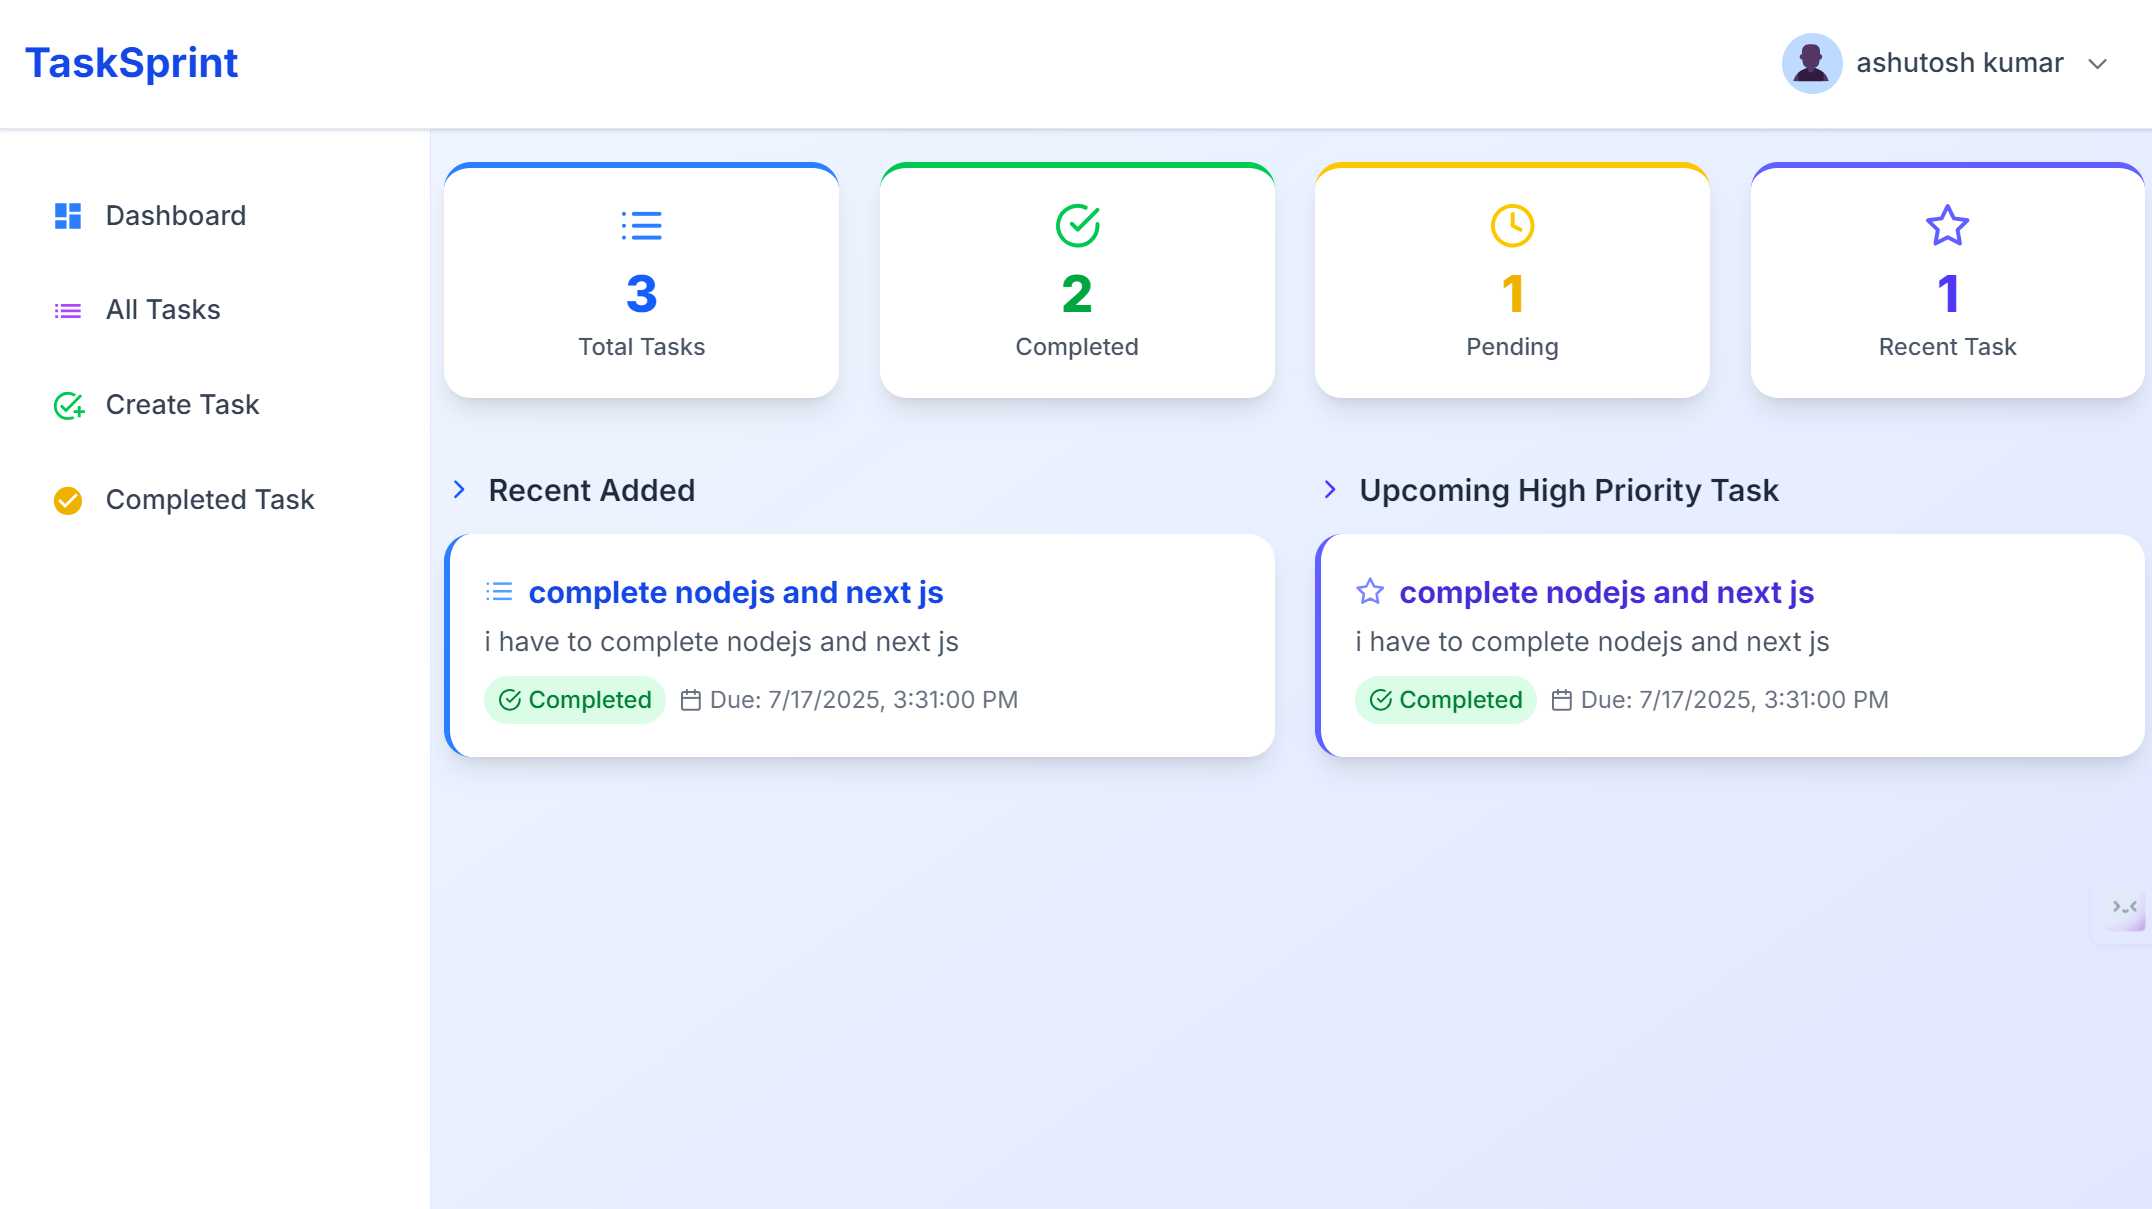 TaskSprint
ashutosh kumar
Dashboard
All Tasks
Create Task
Completed Task
3
Total Tasks
2
Completed
1
Pending
1
Recent Task
Recent Added
complete nodejs and next js
i have to complete nodejs and next js
Completed Due: 7/17/2025, 3:31:00 PM
Upcoming High Priority Task
complete nodejs and next js
i have to complete nodejs and next js
Completed Due: 7/17/2025, 3:31:00 PM